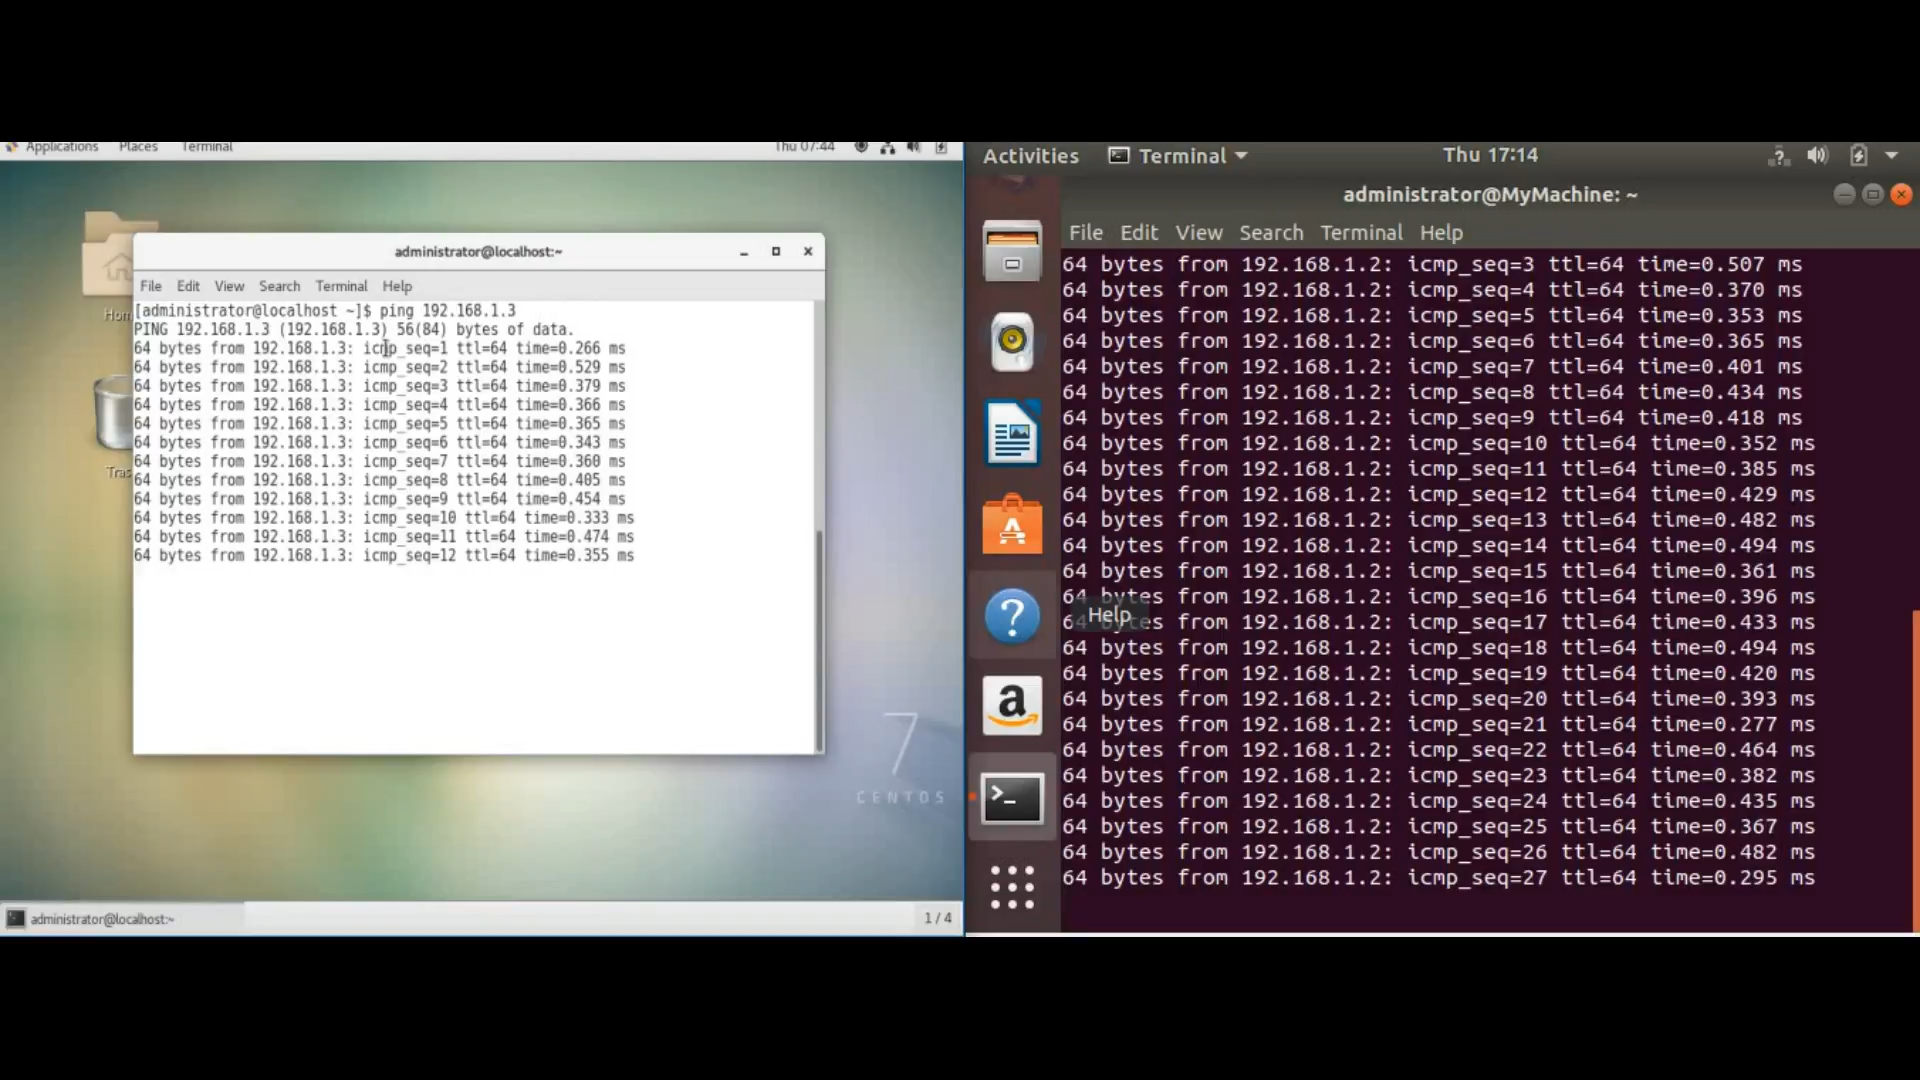 Applications Places Terminal Thu 07:44
Home
administrator@localhost:~
File Edit View Search Terminal Help
[administrator@localhost ~]$ ping 192.168.1.3
PING 192.168.1.3 (192.168.1.3) 56(84) bytes of data.
64 bytes from 192.168.1.3: icmp_seq=1 ttl=64 time=0.266 ms
64 bytes from 192.168.1.3: icmp_seq=2 ttl=64 time=0.529 ms
64 bytes from 192.168.1.3: icmp_seq=3 ttl=64 time=0.379 ms
64 bytes from 192.168.1.3: icmp_seq=4 ttl=64 time=0.366 ms
64 bytes from 192.168.1.3: icmp_seq=5 ttl=64 time=0.365 ms
64 bytes from 192.168.1.3: icmp_seq=6 ttl=64 time=0.343 ms
64 bytes from 192.168.1.3: icmp_seq=7 ttl=64 time=0.360 ms
64 bytes from 192.168.1.3: icmp_seq=8 ttl=64 time=0.405 ms
64 bytes from 192.168.1.3: icmp_seq=9 ttl=64 time=0.454 ms
64 bytes from 192.168.1.3: icmp_seq=10 ttl=64 time=0.333 ms
64 bytes from 192.168.1.3: icmp_seq=11 ttl=64 time=0.474 ms
64 bytes from 192.168.1.3: icmp_seq=12 ttl=64 time=0.355 ms
Tras
7
CENTOS
administrator@localhost:~ 1 / 4
Activities Terminal Thu 17:14
administrator@MyMachine: ~
File Edit View Search Terminal Help
64 bytes from 192.168.1.2: icmp_seq=3 ttl=64 time=0.507 ms
64 bytes from 192.168.1.2: icmp_seq=4 ttl=64 time=0.370 ms
64 bytes from 192.168.1.2: icmp_seq=5 ttl=64 time=0.353 ms
64 bytes from 192.168.1.2: icmp_seq=6 ttl=64 time=0.365 ms
64 bytes from 192.168.1.2: icmp_seq=7 ttl=64 time=0.401 ms
64 bytes from 192.168.1.2: icmp_seq=8 ttl=64 time=0.434 ms
64 bytes from 192.168.1.2: icmp_seq=9 ttl=64 time=0.418 ms
64 bytes from 192.168.1.2: icmp_seq=10 ttl=64 time=0.352 ms
64 bytes from 192.168.1.2: icmp_seq=11 ttl=64 time=0.385 ms
64 bytes from 192.168.1.2: icmp_seq=12 ttl=64 time=0.429 ms
64 bytes from 192.168.1.2: icmp_seq=13 ttl=64 time=0.482 ms
64 bytes from 192.168.1.2: icmp_seq=14 ttl=64 time=0.494 ms
64 bytes from 192.168.1.2: icmp_seq=15 ttl=64 time=0.361 ms
64 bytes from 192.168.1.2: icmp_seq=16 ttl=64 time=0.396 ms
Help
64 bytes from 192.168.1.2: icmp_seq=17 ttl=64 time=0.433 ms
64 bytes from 192.168.1.2: icmp_seq=18 ttl=64 time=0.494 ms
64 bytes from 192.168.1.2: icmp_seq=19 ttl=64 time=0.420 ms
64 bytes from 192.168.1.2: icmp_seq=20 ttl=64 time=0.393 ms
64 bytes from 192.168.1.2: icmp_seq=21 ttl=64 time=0.277 ms
64 bytes from 192.168.1.2: icmp_seq=22 ttl=64 time=0.464 ms
64 bytes from 192.168.1.2: icmp_seq=23 ttl=64 time=0.382 ms
64 bytes from 192.168.1.2: icmp_seq=24 ttl=64 time=0.435 ms
64 bytes from 192.168.1.2: icmp_seq=25 ttl=64 time=0.367 ms
64 bytes from 192.168.1.2: icmp_seq=26 ttl=64 time=0.482 ms
64 bytes from 192.168.1.2: icmp_seq=27 ttl=64 time=0.295 ms